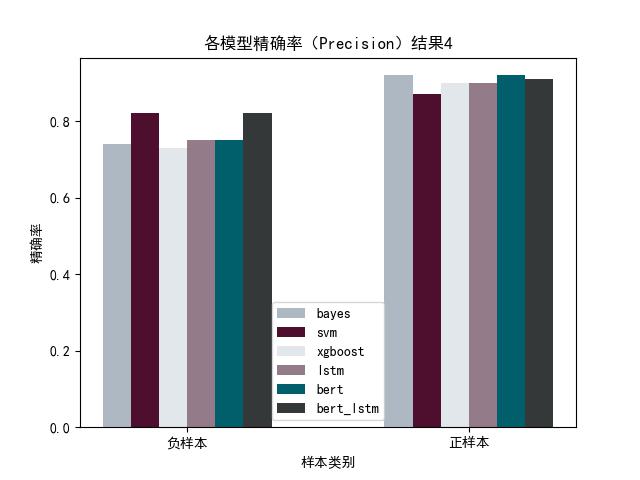 各模型精确率（Precision）结果4
精确率
0.8
0.6
0.4
0.2
0.0
bayes
svm
xgboost
lstm
bert
bert_lstm
负样本
正样本
样本类别